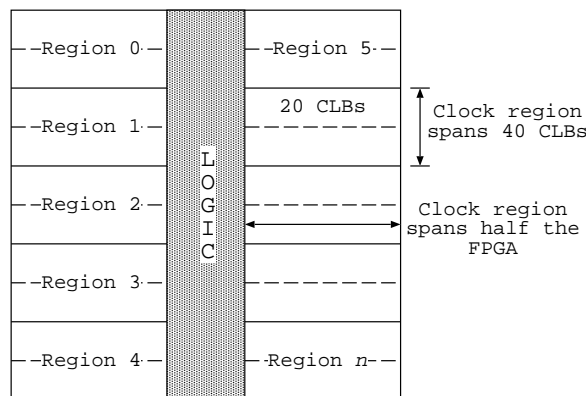 Region 0
Region 5
20 CLBs
Clock region
spans 40 CLBs
Region 1
LOGIC
Region 2
Clock region
spans half the
FPGA
Region 3
Region 4
Region n